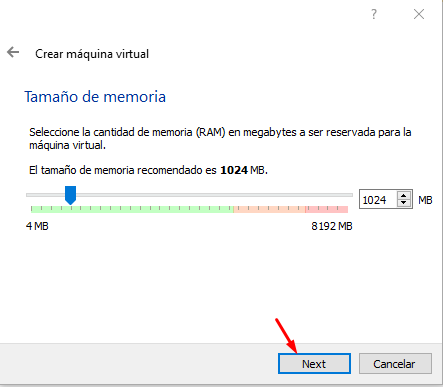 Crear máquina virtual
Tamaño de memoria
Seleccione la cantidad de memoria (RAM) en megabytes a ser reservada para la
máquina virtual.
El tamaño de memoria recomendado es 1024 MB.
1024 MB
4 MB 8192 MB
Next Cancelar